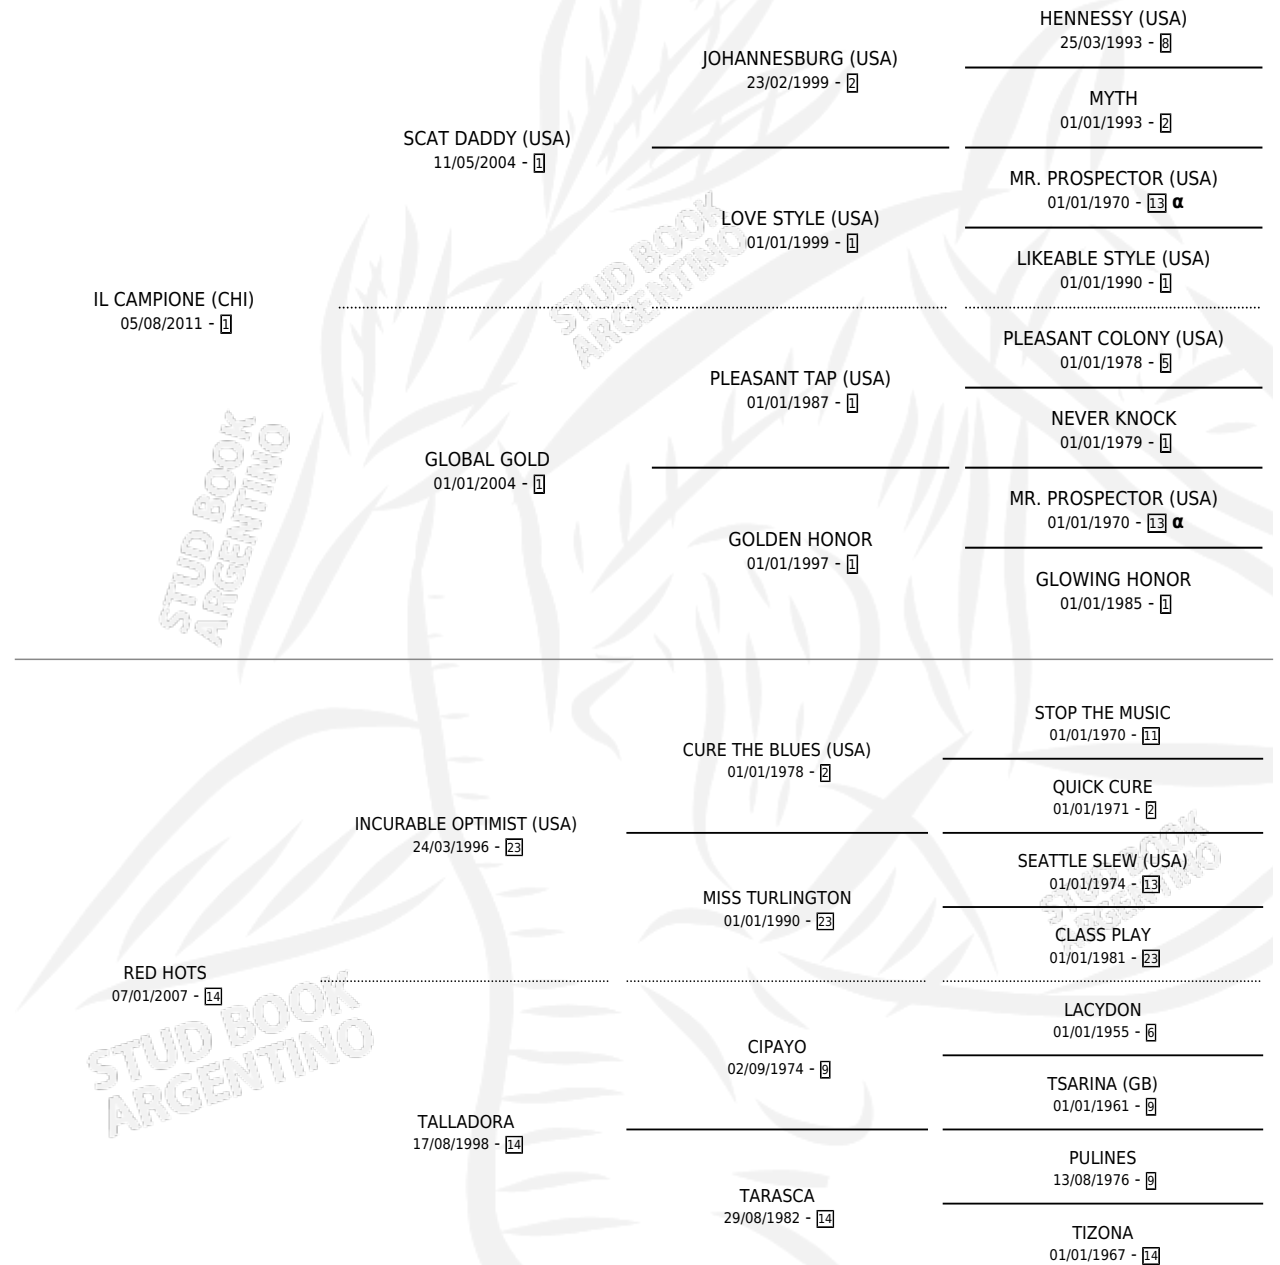 HENNESSY (USA)
25/03/1993 - 8
JOHANNESBURG (USA)
23/02/1999 - 2
MYTH
01/01/1993 - 2
SCAT DADDY (USA)
11/05/2004 - 1
MR. PROSPECTOR (USA)
01/01/1970 - 13 α
LOVE STYLE (USA)
01/01/1999 - 1
LIKEABLE STYLE (USA)
01/01/1990 - 1
IL CAMPIONE (CHI)
05/08/2011 - 1
PLEASANT COLONY (USA)
01/01/1978 - 5
PLEASANT TAP (USA)
01/01/1987 - 1
NEVER KNOCK
01/01/1979 - 1
GLOBAL GOLD
01/01/2004 - 1
MR. PROSPECTOR (USA)
01/01/1970 - 13 α
GOLDEN HONOR
01/01/1997 - 1
GLOWING HONOR
01/01/1985 - 1
STUD BOOK
ARGENTINO
STUD BOOK
ARGENTINO
STOP THE MUSIC
01/01/1970 - 11
CURE THE BLUES (USA)
01/01/1978 - 2
QUICK CURE
01/01/1971 - 2
INCURABLE OPTIMIST (USA)
24/03/1996 - 23
SEATTLE SLEW (USA)
01/01/1974 - 13
MISS TURLINGTON
01/01/1990 - 23
CLASS PLAY
01/01/1981 - 23
RED HOTS
07/01/2007 - 14
LACYDON
01/01/1955 - 6
CIPAYO
02/09/1974 - 9
TSARINA (GB)
01/01/1961 - 9
TALLADORA
17/08/1998 - 14
PULINES
13/08/1976 - 9
TARASCA
29/08/1982 - 14
TIZONA
01/01/1967 - 14
STUD BOOK
ARGENTINO
STUD BOOK
ARGENTINO